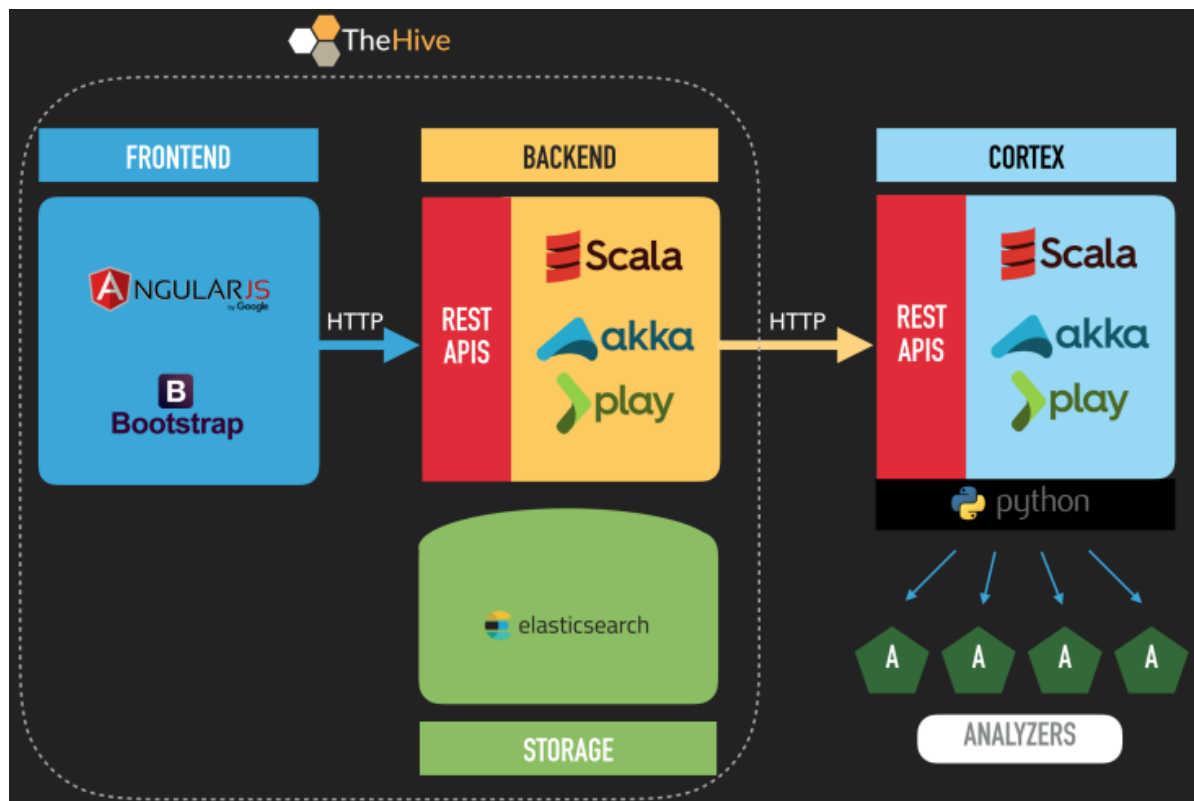 TheHive
FRONTEND
BACKEND
CORTEX
ANGULARJS
by Google
Bootstrap
B
HTTP
REST
APIS
Scala
akka
play
HTTP
REST
APIS
Scala
akka
play
python
elasticsearch
STORAGE
A A A A
ANALYZERS